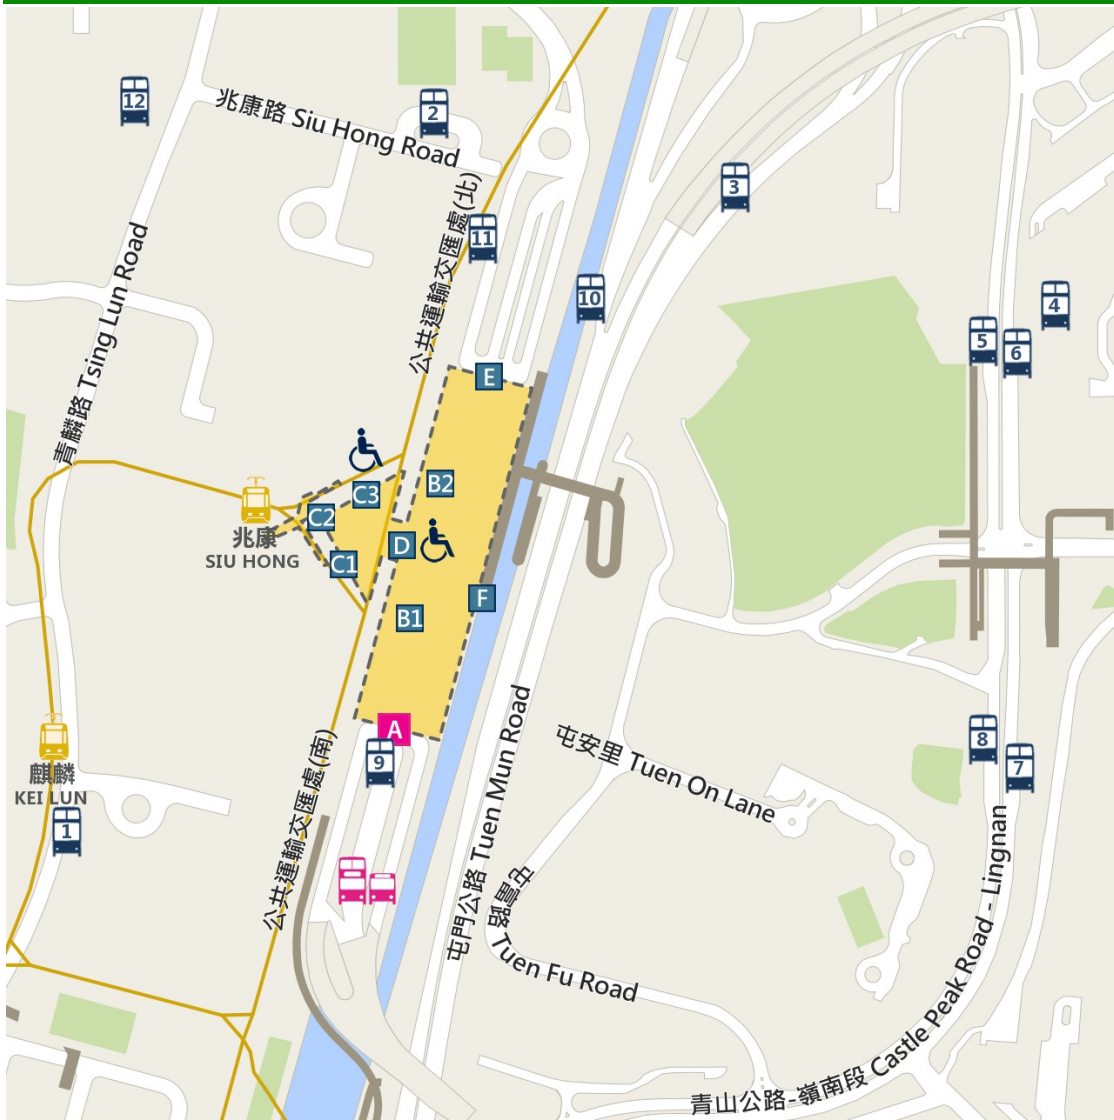 12
2
兆康路 Siu Hong Road
3
公共運輸交匯處(北)
11
青麟路 Tsing Lun Road
10
4
5
6
E
B2
C3
C2
兆康
SIU HONG
D
C1
F
B1
A
9
屯安里 Tuen On Lane
8
7
麒麟
KEI LUN
1
公共運輸交匯處(南)
屯門公路 Tuen Mun Road
屯富路 Tuen Fu Road
青山公路-嶺南段 Castle Peak Road - Lingnan